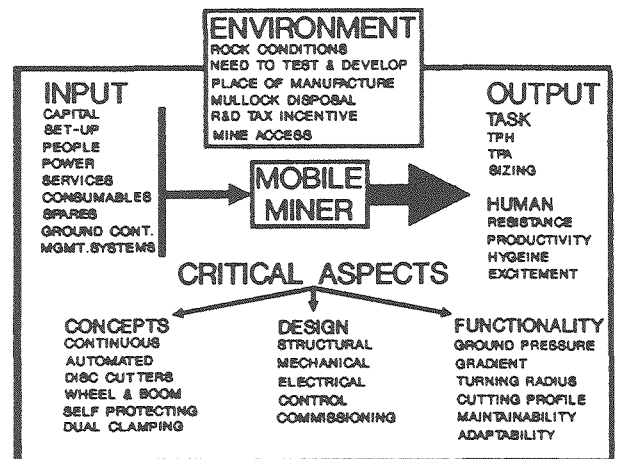 ENVIRONMENT
ROCK CONDITIONS
NEED TO TEST & DEVELOP
PLACE OF MANUFACTURE
MULLOCK DISPOSAL
R&D TAX INCENTIVE
MINE ACCESS
INPUT
CAPITAL
SET-UP
PEOPLE
POWER
SERVICES
CONSUMABLES
SPARES
GROUND CONT.
MGMT.SYSTEMS
MOBILE
MINER
OUTPUT
TASK
TPH
TPA
SIZING
HUMAN
RESISTANCE
PRODUCTIVITY
HYGEINE
EXCITEMENT
CRITICAL ASPECTS
CONCEPTS
CONTINUOUS
AUTOMATED
DISC CUTTERS
WHEEL & BOOM
SELF PROTECTING
DUAL CLAMPING
DESIGN
STRUCTURAL
MECHANICAL
ELECTRICAL
CONTROL
COMMISSIONING
FUNCTIONALITY
GROUND PRESSURE
GRADIENT
TURNING RADIUS
CUTTING PROFILE
MAINTAINABILITY
ADAPTABILITY